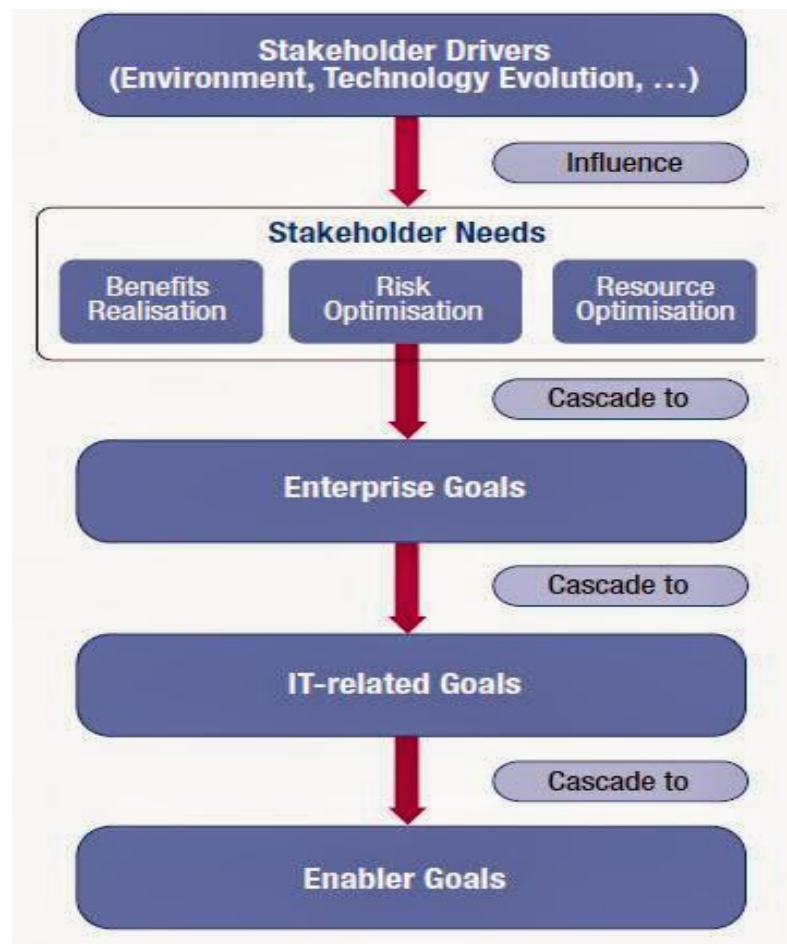 Stakeholder Drivers
(Environment, Technology Evolution, …)
Influence
Stakeholder Needs
Benefits
Realisation
Risk
Optimisation
Resource
Optimisation
Cascade to
Enterprise Goals
Cascade to
IT-related Goals
Cascade to
Enabler Goals